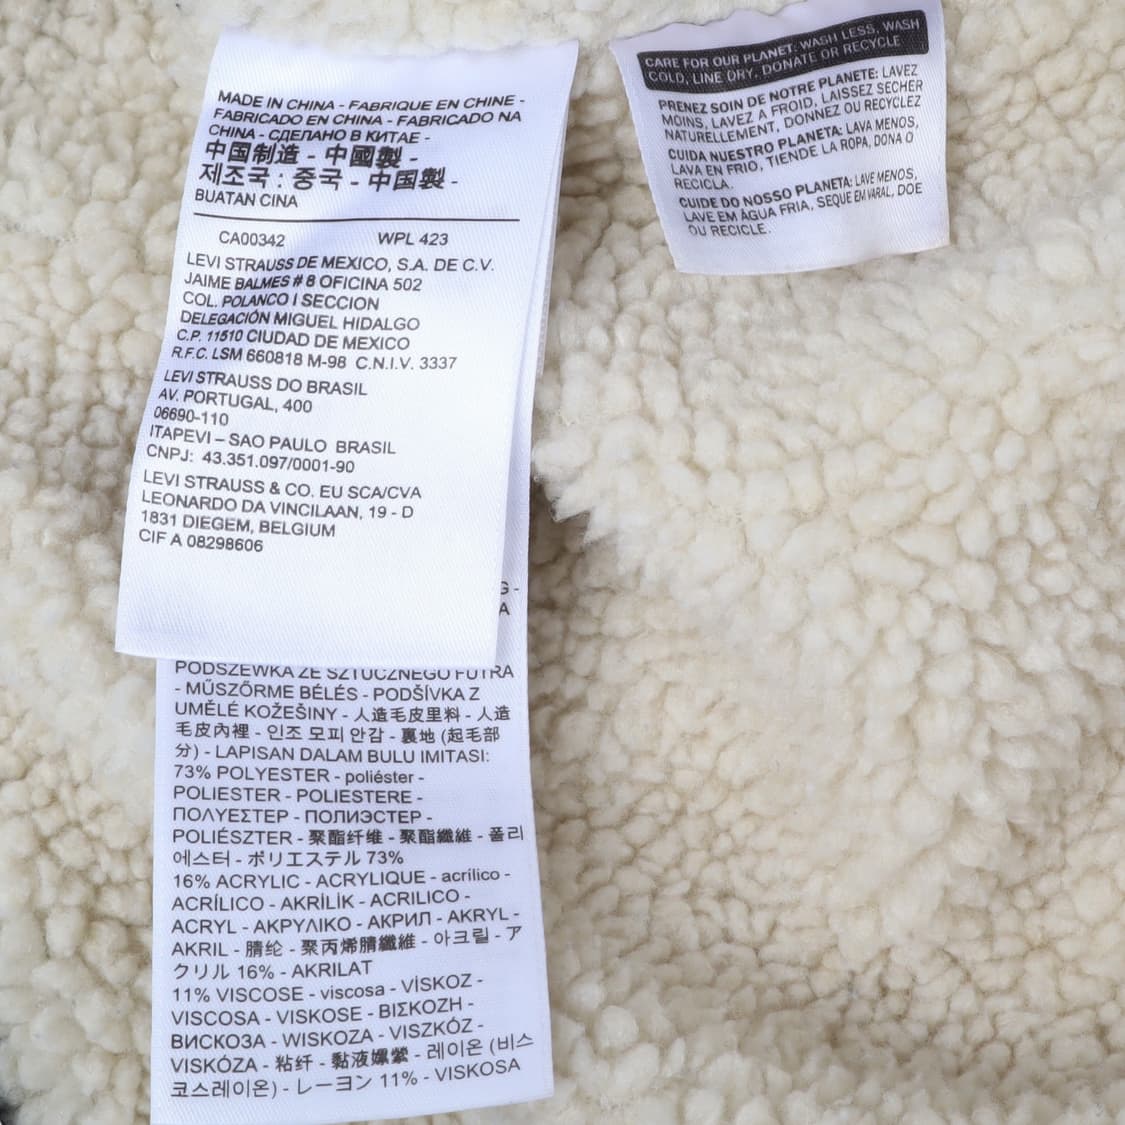 MADE IN CHINA - FABRIQUE EN CHINE -
FABRICADO EN CHINA - FABRICADO NA
CHINA - СДЕЛАНО В КИТАЕ -
中国制造 - 中國製 -
제조국 : 중국 - 中国製 -
BUATAN CINA
CA00342 WPL 423
LEVI STRAUSS DE MEXICO, S.A. DE C.V.
JAIME BALMES # 8 OFICINA 502
COL. POLANCO I SECCION
DELEGACIÓN MIGUEL HIDALGO
C.P. 11510 CIUDAD DE MEXICO
R.F.C. LSM 660818 M-98 C.N.I.V. 3337
LEVI STRAUSS DO BRASIL
AV. PORTUGAL, 400
06690-110
ITAPEVI – SAO PAULO BRASIL
CNPJ: 43.351.097/0001-90
LEVI STRAUSS & CO. EU SCA/CVA
LEONARDO DA VINCILAAN, 19 - D
1831 DIEGEM, BELGIUM
CIF A 08298606
PODSZEWKA ZE SZTUCZNEGO FUTRA
- MŰSZŐRME BÉLÉS - PODŠÍVKA Z
UMĚLÉ KOŽEŠINY - 人造毛皮里料 - 人造
毛皮內裡 - 인조 모피 안감 - 裏地 (起毛部
分) - LAPISAN DALAM BULU IMITASI:
73% POLYESTER - poliéster -
POLIESTER - POLIESTERE -
ΠΟΛΥΕΣΤΕΡ - ПОЛИЭСТЕР -
POLIÉSZTER - 聚酯纤维 - 聚酯纖維 - 폴리
에스터 - ポリエステル 73%
16% ACRYLIC - ACRYLIQUE - acrílico -
ACRÍLICO - AKRİLİK - ACRILICO -
ACRYL - ΑΚΡΥΛΙΚΟ - АКРИЛ - AKRYL -
AKRIL - 腈纶 - 聚丙烯腈纖維 - 아크릴 - ア
クリル 16% - AKRILAT
11% VISCOSE - viscosa - VİSKOZ -
VISCOSA - VISKOSE - ΒΙΣΚΟΖΗ -
ВИСКОЗА - WISKOZA - VISZKÓZ -
VISKÓZA - 粘纤 - 黏液嫘縈 - 레이온 (비스
코스레이온) - レーヨン 11% - VISKOSA
CARE FOR OUR PLANET: WASH LESS, WASH
COLD, LINE DRY, DONATE OR RECYCLE
PRENEZ SOIN DE NOTRE PLANETE: LAVEZ
MOINS, LAVEZ A FROID, LAISSEZ SECHER
NATURELLEMENT, DONNEZ OU RECYCLEZ
CUIDA NUESTRO PLANETA: LAVA MENOS,
LAVA EN FRIO, TIENDE LA ROPA, DONA O
RECICLA.
CUIDE DO NOSSO PLANETA: LAVE MENOS,
LAVE EM ÁGUA FRIA, SEQUE EM VARAL, DOE
OU RECICLE.